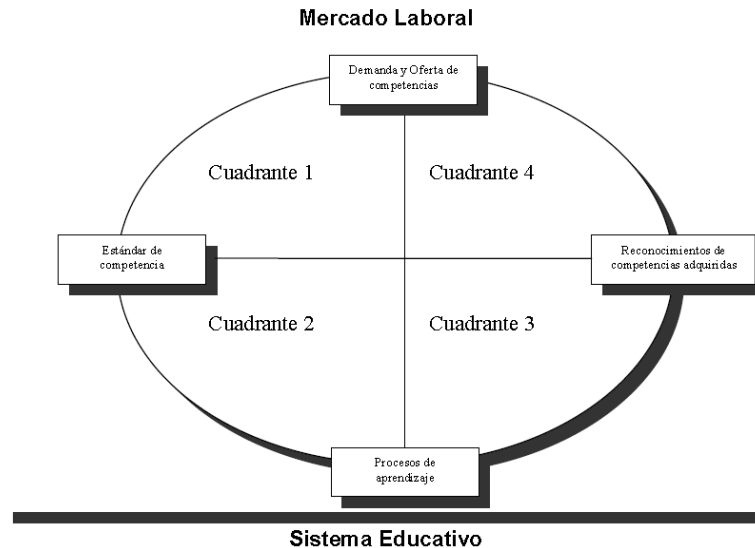 Mercado Laboral
Demanda y Oferta de
competencias
Cuadrante 1
Cuadrante 4
Estándar de
competencia
Reconocimientos de
competencias adquiridas
Cuadrante 2
Cuadrante 3
Procesos de
aprendizaje
Sistema Educativo